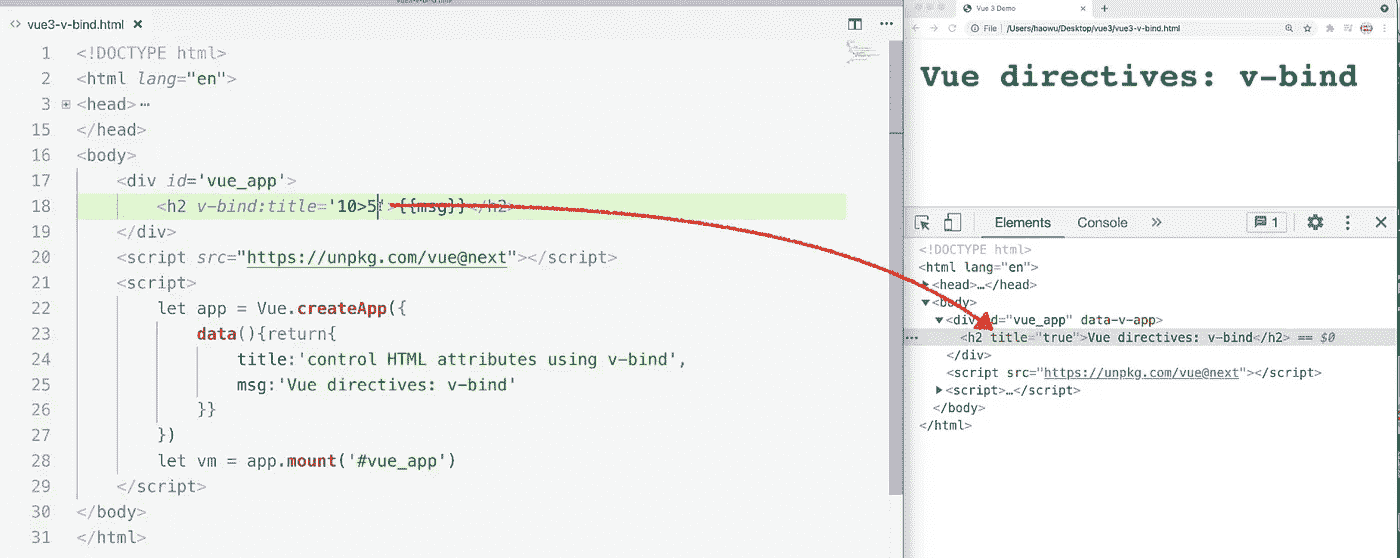 vue3-v-bind.html
1 <!DOCTYPE html>
2 <html lang="en">
3 <head>…
15 </head>
16 <body>
17 <div id='vue_app'>
18 <h2 v-bind:title='10>5'>{{msg}}</h2>
19 </div>
20 <script src="https://unpkg.com/vue@next"></script>
21 <script>
22 let app = Vue.createApp({
23 data(){return{
24 title:'control HTML attributes using v-bind',
25 msg:'Vue directives: v-bind'
26 }}
27 })
28 let vm = app.mount('#vue_app')
29 </script>
30 </body>
31 </html>
Vue 3 Demo
File /Users/haowu/Desktop/vue3/vue3-v-bind.html
Vue directives: v-bind
Elements Console » 1
<!DOCTYPE html>
<html lang="en">
<head>…</head>
<body>
<div id="vue_app" data-v-app>
<h2 title="true">Vue directives: v-bind</h2> == $0
</div>
<script src="https://unpkg.com/vue@next"></script>
<script>…</script>
</body>
</html>